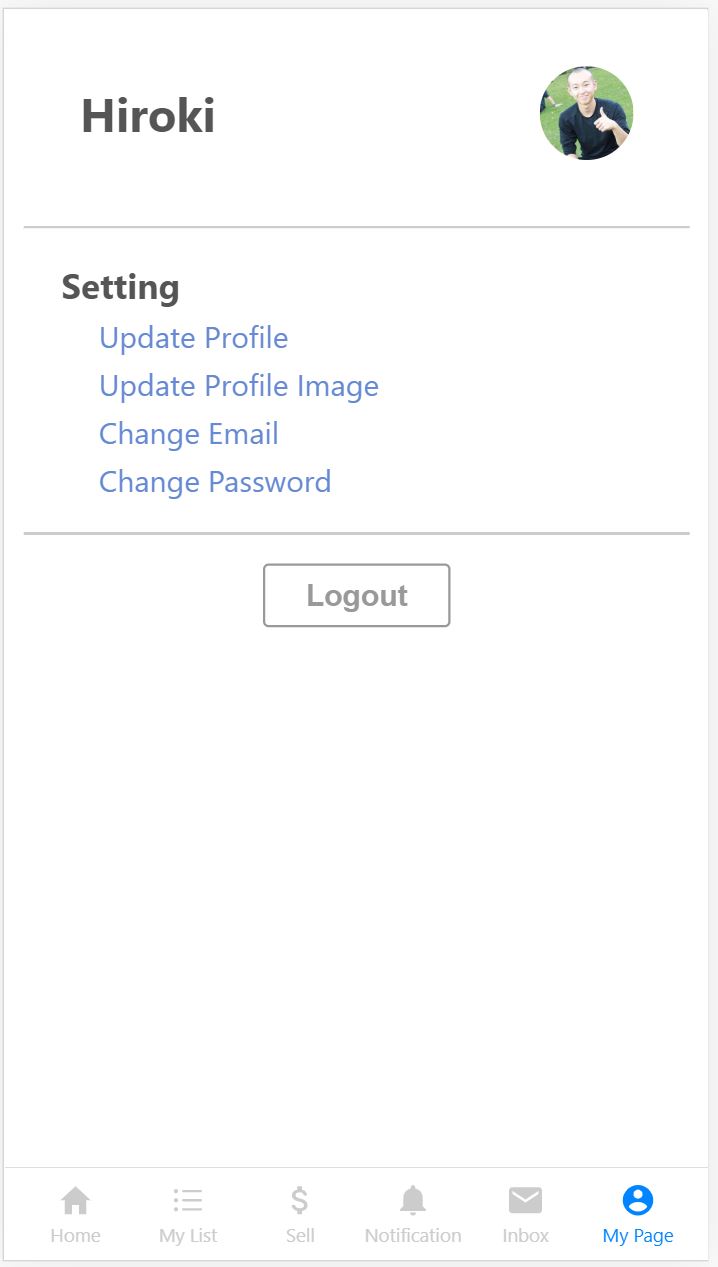 Hiroki
Setting
Update Profile
Update Profile Image
Change Email
Change Password
Logout
Home My List Sell Notification Inbox My Page